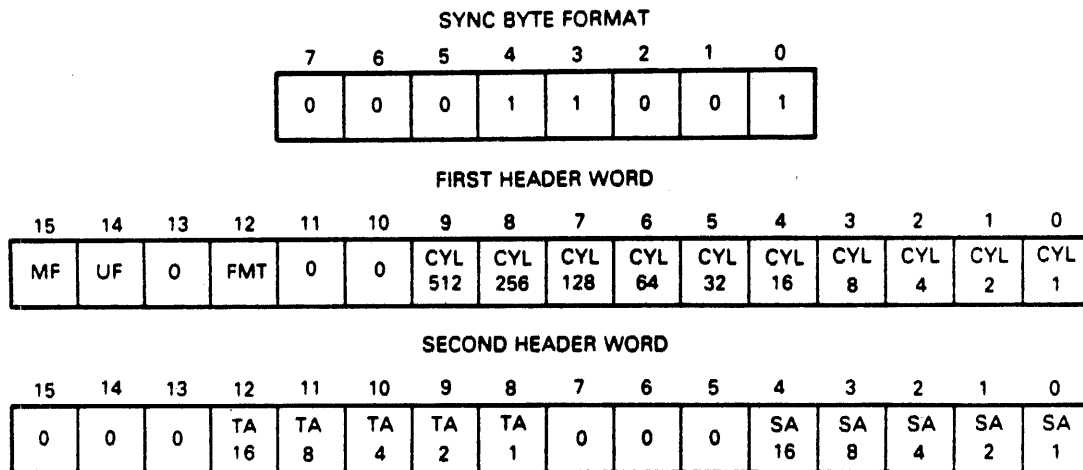 SYNC BYTE FORMAT
7 6 5 4 3 2 1 0
0 0 0 1 1 0 0 1
FIRST HEADER WORD
15 14 13 12 11 10 9 8 7 6 5 4 3 2 1 0
MF UF 0 FMT 0 0 CYL 512 CYL 256 CYL 128 CYL 64 CYL 32 CYL 16 CYL 8 CYL 4 CYL 2 CYL 1
SECOND HEADER WORD
15 14 13 12 11 10 9 8 7 6 5 4 3 2 1 0
0 0 0 TA 16 TA 8 TA 4 TA 2 TA 1 0 0 0 SA 16 SA 8 SA 4 SA 2 SA 1